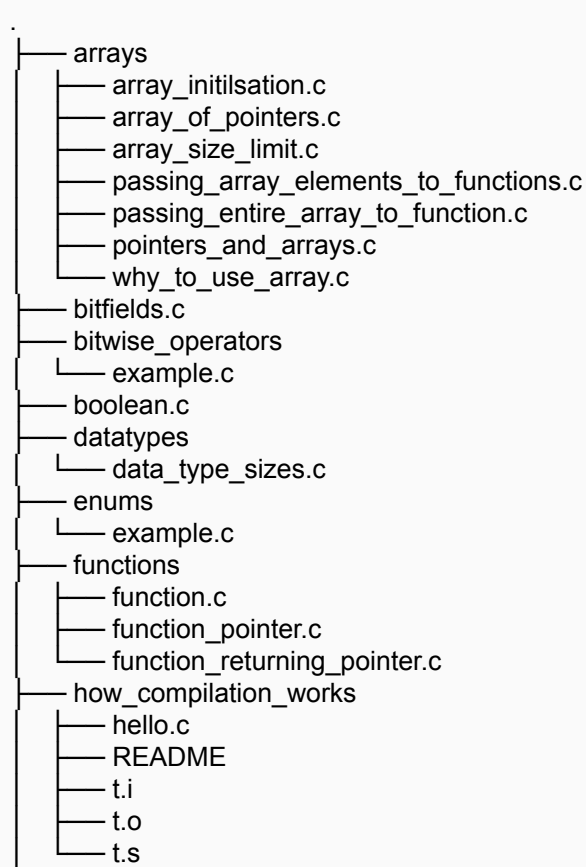 .
├── arrays
│   ├── array_initilsation.c
│   ├── array_of_pointers.c
│   ├── array_size_limit.c
│   ├── passing_array_elements_to_functions.c
│   ├── passing_entire_array_to_function.c
│   ├── pointers_and_arrays.c
│   └── why_to_use_array.c
├── bitfields.c
├── bitwise_operators
│   └── example.c
├── boolean.c
├── datatypes
│   └── data_type_sizes.c
├── enums
│   └── example.c
├── functions
│   ├── function.c
│   ├── function_pointer.c
│   └── function_returning_pointer.c
├── how_compilation_works
│   ├── hello.c
│   ├── README
│   ├── t.i
│   ├── t.o
│   └── t.s